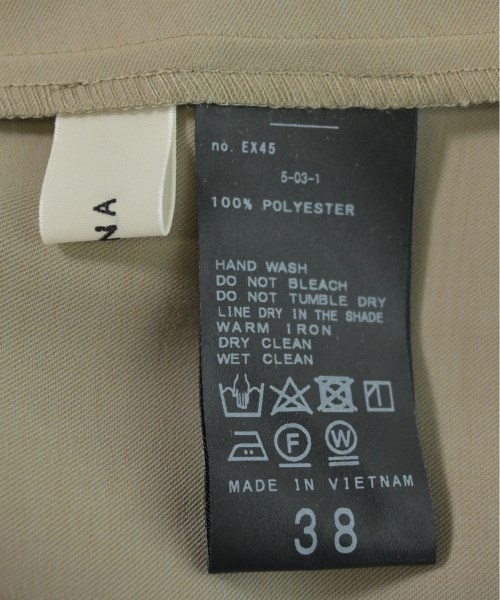 NA
no. EX45
5-03-1
100% POLYESTER
HAND WASH
DO NOT BLEACH
DO NOT TUMBLE DRY
LINE DRY IN THE SHADE
WARM IRON
DRY CLEAN
WET CLEAN
F W
MADE IN VIETNAM
38